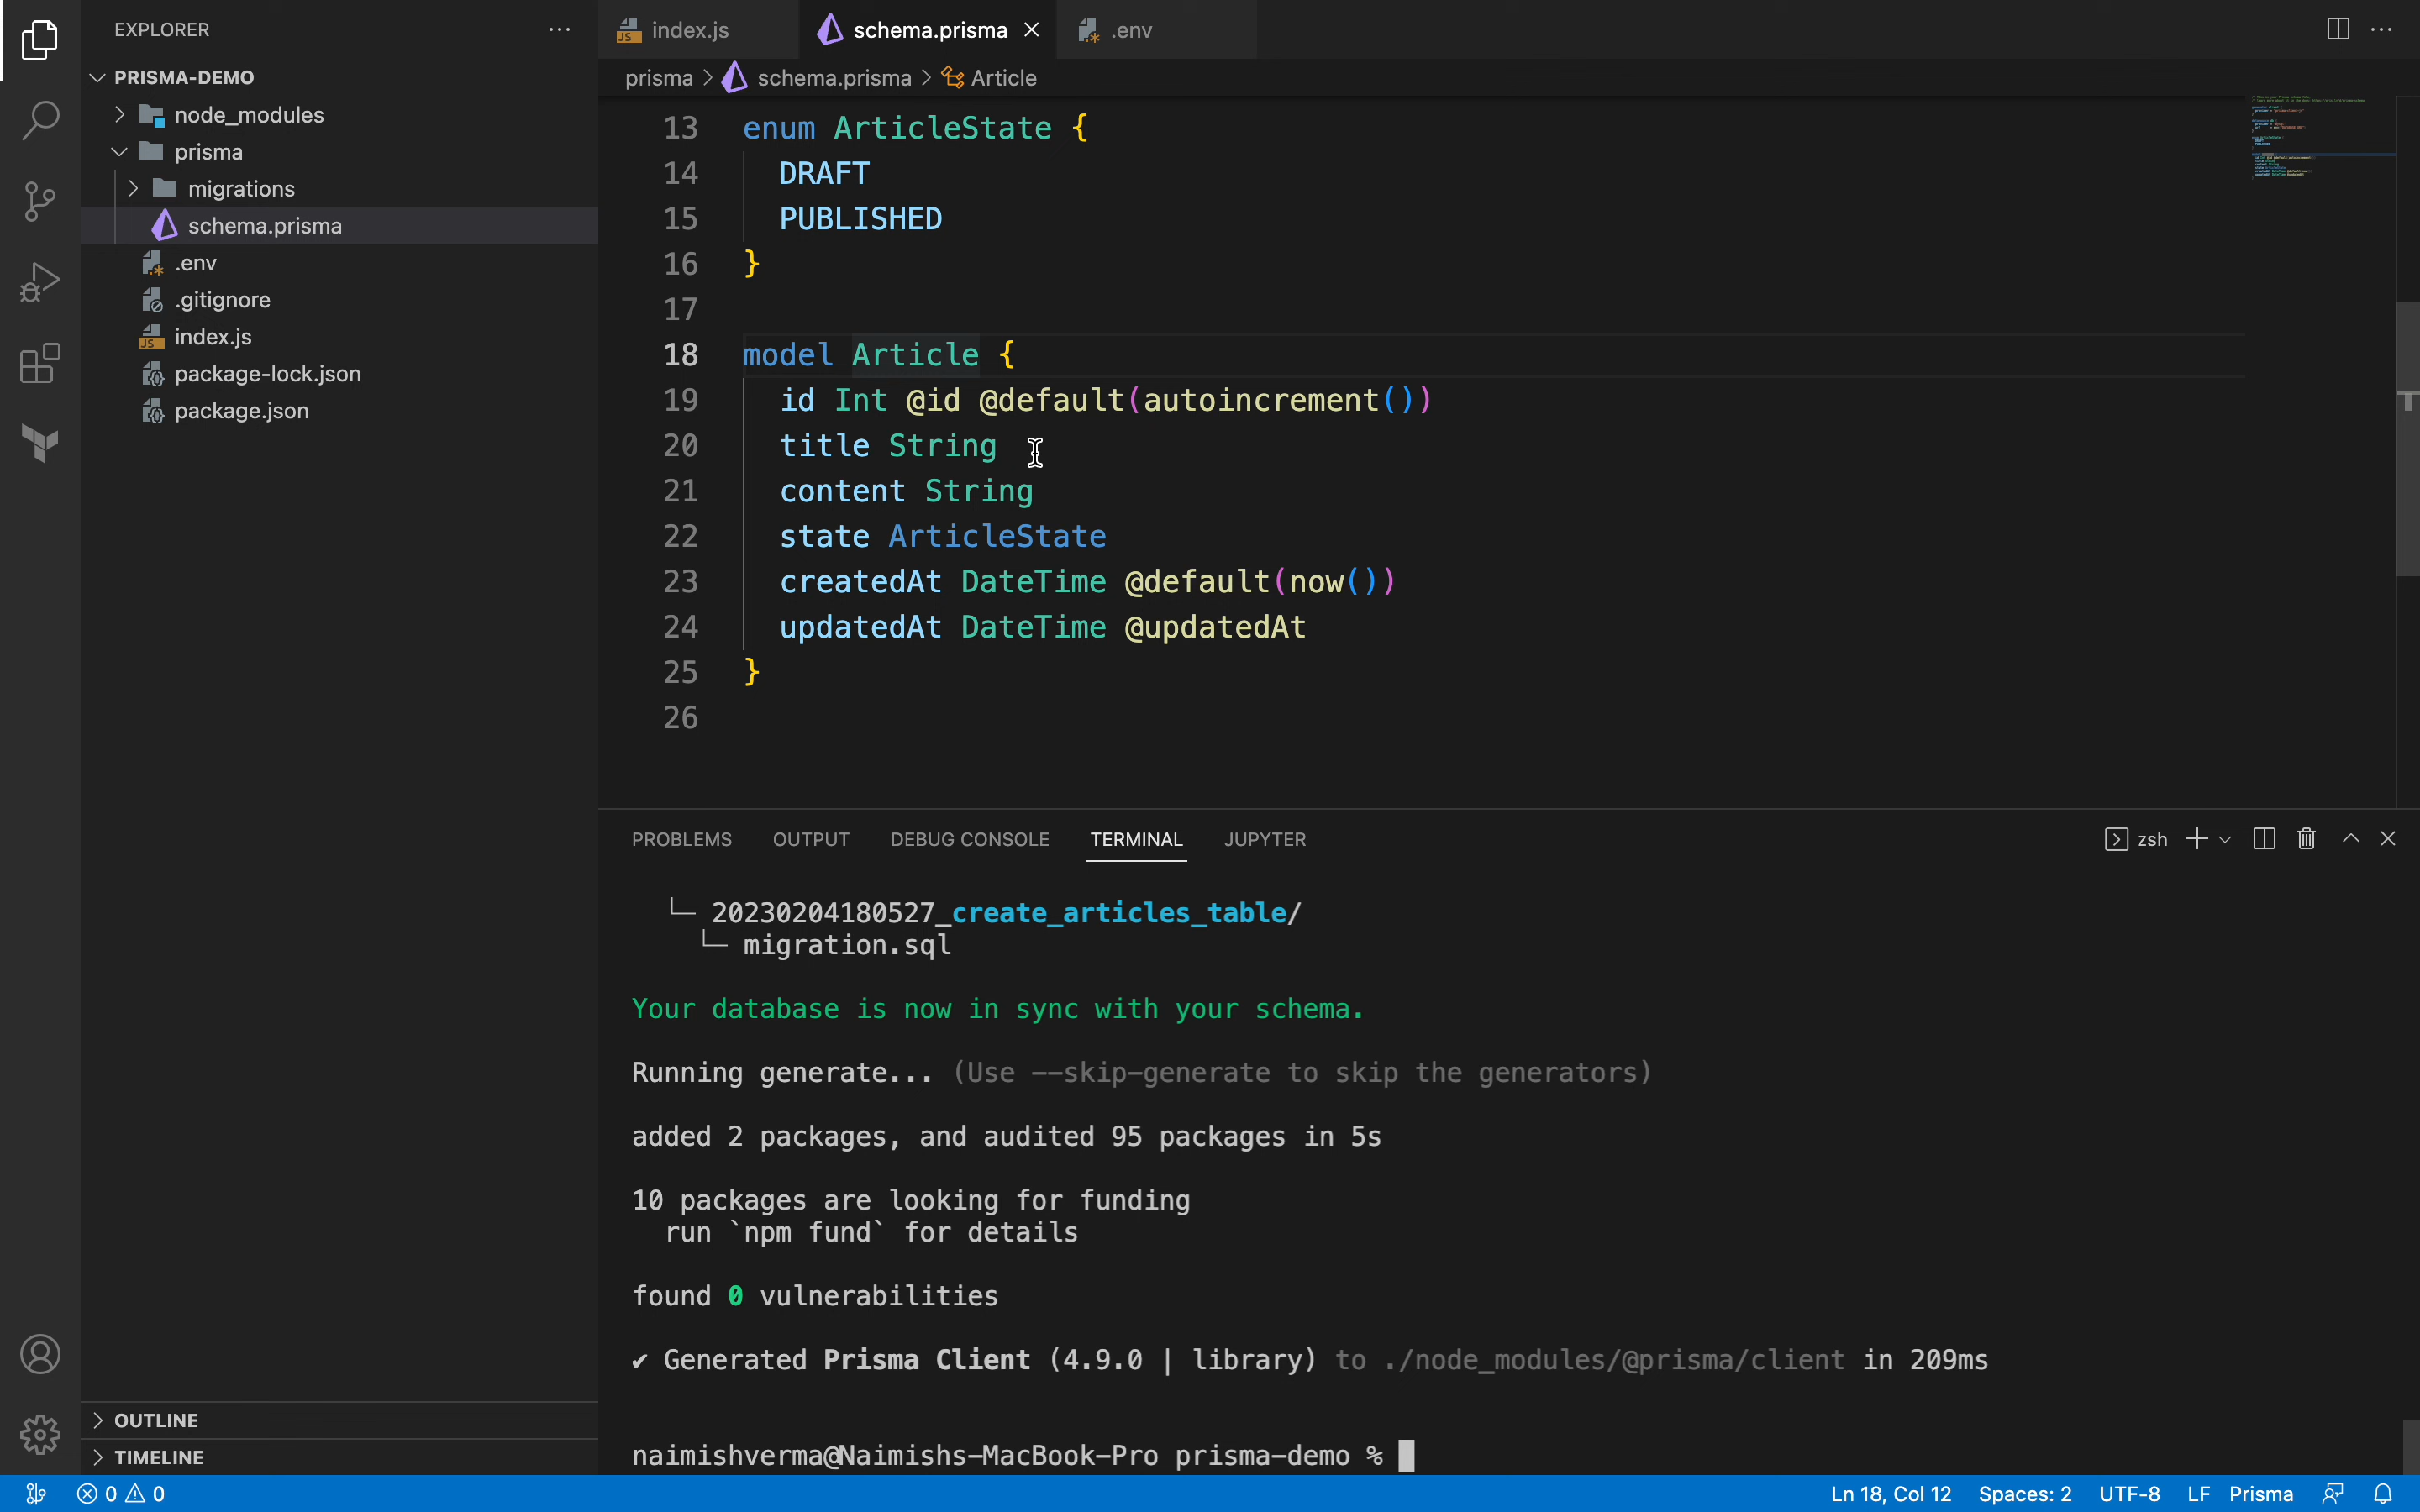 EXPLORER
PRISMA-DEMO
node_modules
prisma
migrations
schema.prisma
.env
.gitignore
JS index.js
package-lock.json
package.json
OUTLINE
TIMELINE
JS index.js schema.prisma .env
prisma > schema.prisma > Article
13 enum ArticleState {
14 DRAFT
15 PUBLISHED
16 }
17
18 model Article {
19 id Int @id @default(autoincrement())
20 title String
21 content String
22 state ArticleState
23 createdAt DateTime @default(now())
24 updatedAt DateTime @updatedAt
25 }
26
PROBLEMS OUTPUT DEBUG CONSOLE TERMINAL JUPYTER zsh
└─ 20230204180527_create_articles_table/
└─ migration.sql
Your database is now in sync with your schema.
Running generate... (Use --skip-generate to skip the generators)
added 2 packages, and audited 95 packages in 5s
10 packages are looking for funding
run `npm fund` for details
found 0 vulnerabilities
✔ Generated Prisma Client (4.9.0 | library) to ./node_modules/@prisma/client in 209ms
naimishverma@Naimishs-MacBook-Pro prisma-demo %
0 0 Ln 18, Col 12 Spaces: 2 UTF-8 LF Prisma